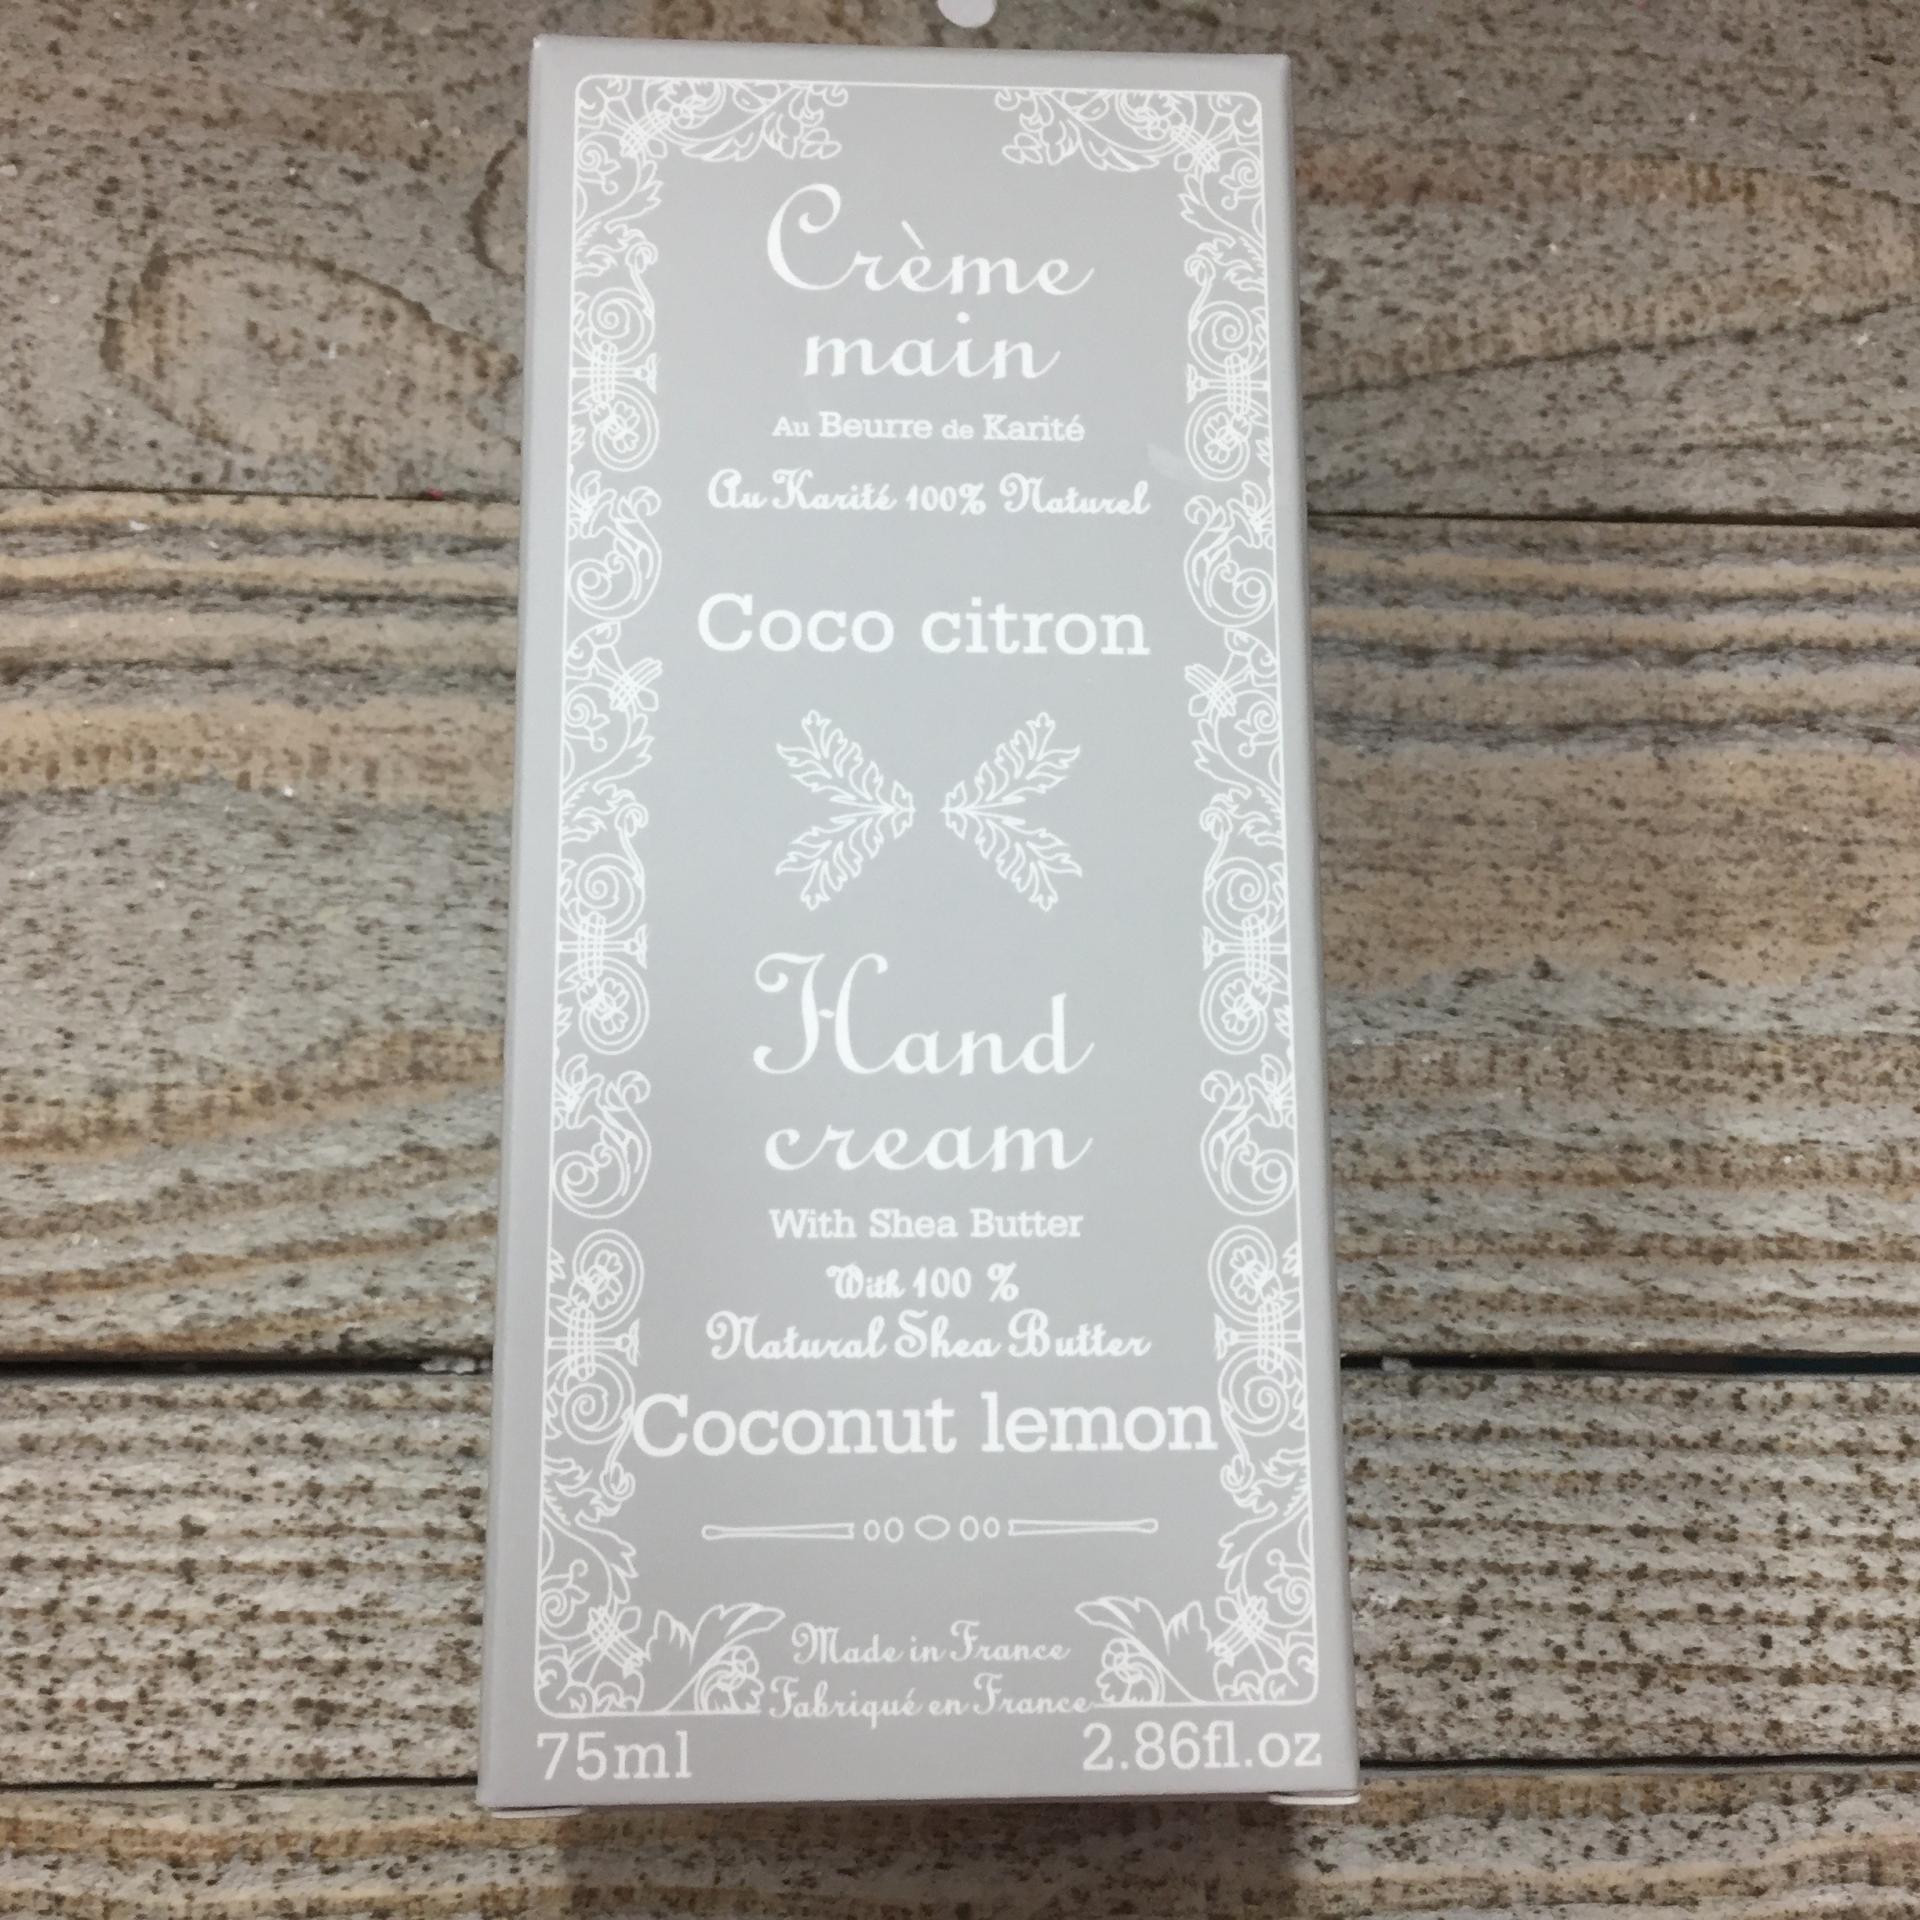 Crème
main
Au Beurre de Karité
Au Karité 100% Naturel
Coco citron
Hand
cream
With Shea Butter
With 100 %
Natural Shea Butter
Coconut lemon
Made in France
Fabriqué en France
75ml 2.86fl.oz